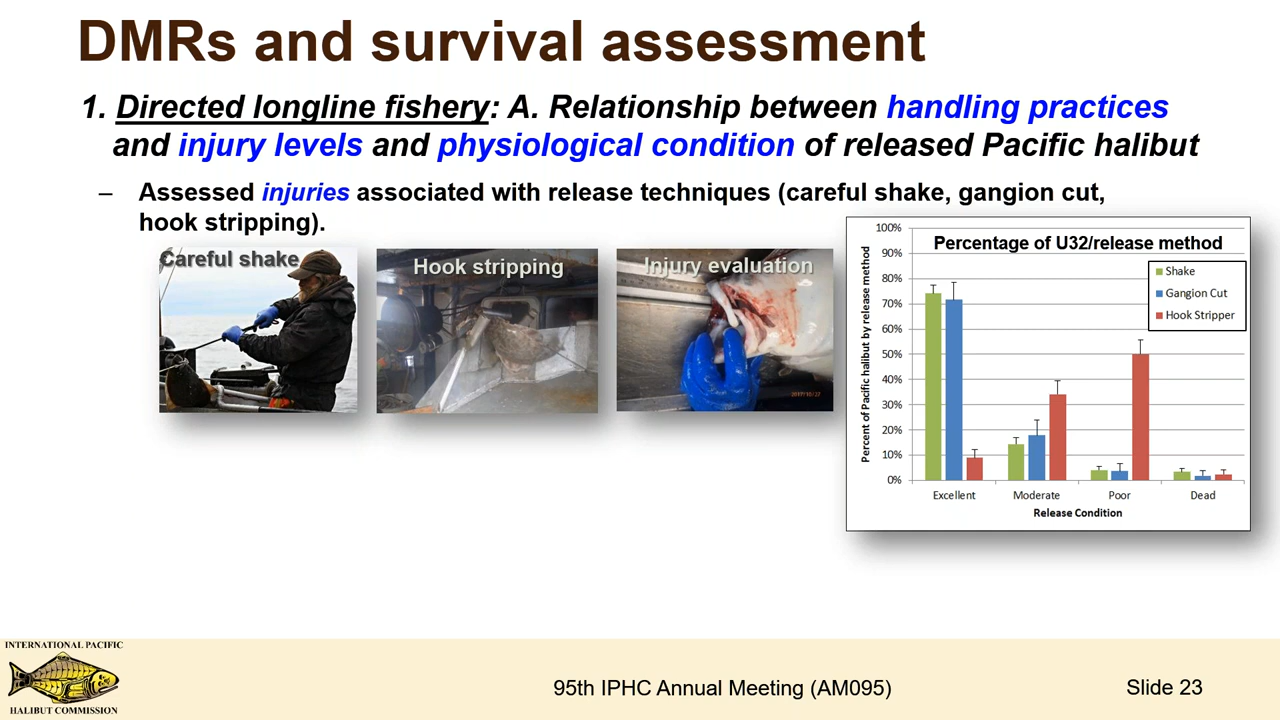 DMRs and survival assessment
1. Directed longline fishery: A. Relationship between handling practices
and injury levels and physiological condition of released Pacific halibut
– Assessed injuries associated with release techniques (careful shake, gangion cut,
hook stripping).
Careful shake
Hook stripping
Injury evaluation
2017/10/27
Percentage of U32/release method
Percent of Pacific halibut by release method
100%
90%
80%
70%
60%
50%
40%
30%
20%
10%
0%
Shake
Gangion Cut
Hook Stripper
Excellent Moderate Poor Dead
Release Condition
INTERNATIONAL PACIFIC
HALIBUT COMMISSION
95th IPHC Annual Meeting (AM095)
Slide 23